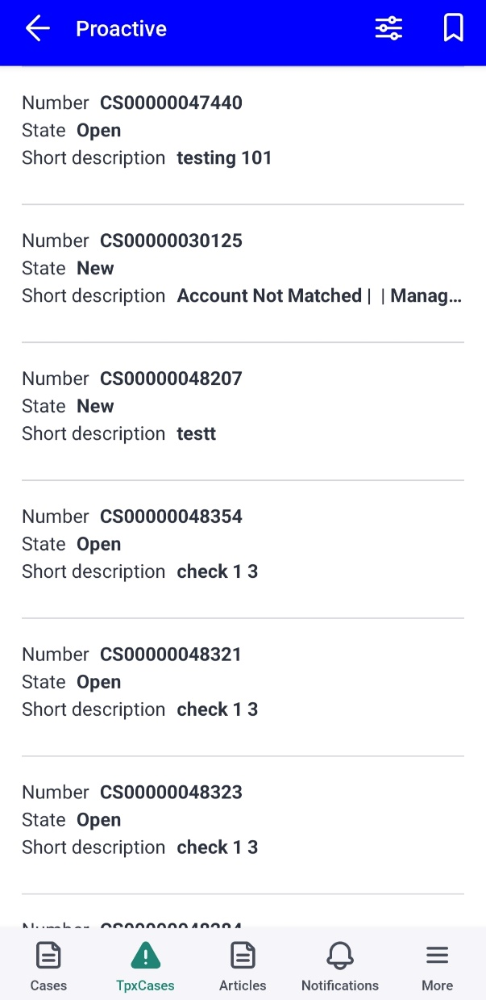 Proactive
Number CS00000047440
State Open
Short description testing 101
Number CS00000030125
State New
Short description Account Not Matched | | Manag...
Number CS00000048207
State New
Short description testt
Number CS00000048354
State Open
Short description check 1 3
Number CS00000048321
State Open
Short description check 1 3
Number CS00000048323
State Open
Short description check 1 3
Number
Cases TpxCases Articles Notifications More